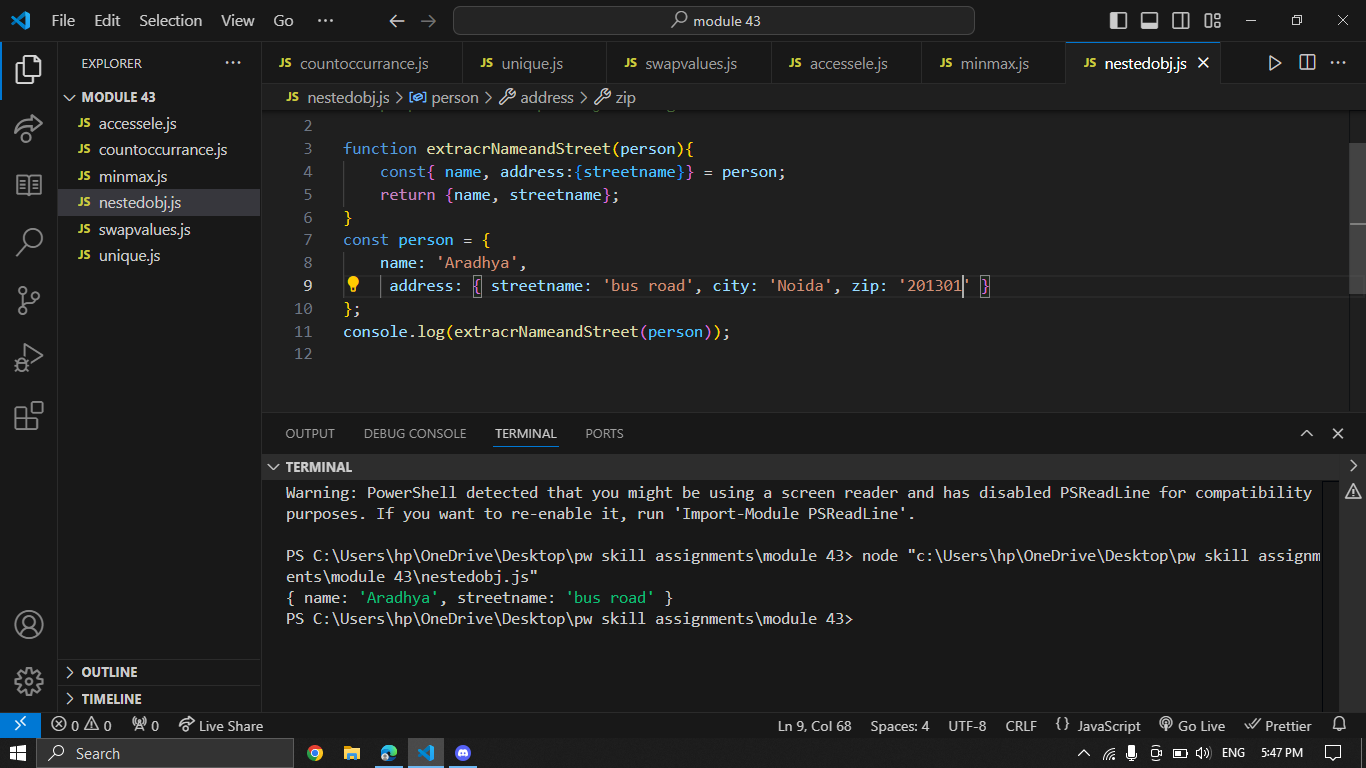 File Edit Selection View Go ··· module 43
EXPLORER ···
MODULE 43
JS accessele.js
JS countoccurrance.js
JS minmax.js
JS nestedobj.js
JS swapvalues.js
JS unique.js
OUTLINE
TIMELINE
JS countoccurrance.js JS unique.js JS swapvalues.js JS accessele.js JS minmax.js JS nestedobj.js
JS nestedobj.js > person > address > zip
2
3 function extracrNameandStreet(person){
4 const{ name, address:{streetname}} = person;
5 return {name, streetname};
6 }
7 const person = {
8 name: 'Aradhya',
9 address: { streetname: 'bus road', city: 'Noida', zip: '201301' }
10 };
11 console.log(extracrNameandStreet(person));
12
OUTPUT DEBUG CONSOLE TERMINAL PORTS
TERMINAL
Warning: PowerShell detected that you might be using a screen reader and has disabled PSReadLine for compatibility
purposes. If you want to re-enable it, run 'Import-Module PSReadLine'.
PS C:\Users\hp\OneDrive\Desktop\pw skill assignments\module 43> node "c:\Users\hp\OneDrive\Desktop\pw skill assignm
ents\module 43\nestedobj.js"
{ name: 'Aradhya', streetname: 'bus road' }
PS C:\Users\hp\OneDrive\Desktop\pw skill assignments\module 43>
0 0 0 Live Share Ln 9, Col 68 Spaces: 4 UTF-8 CRLF {} JavaScript Go Live Prettier
Search ENG 5:47 PM